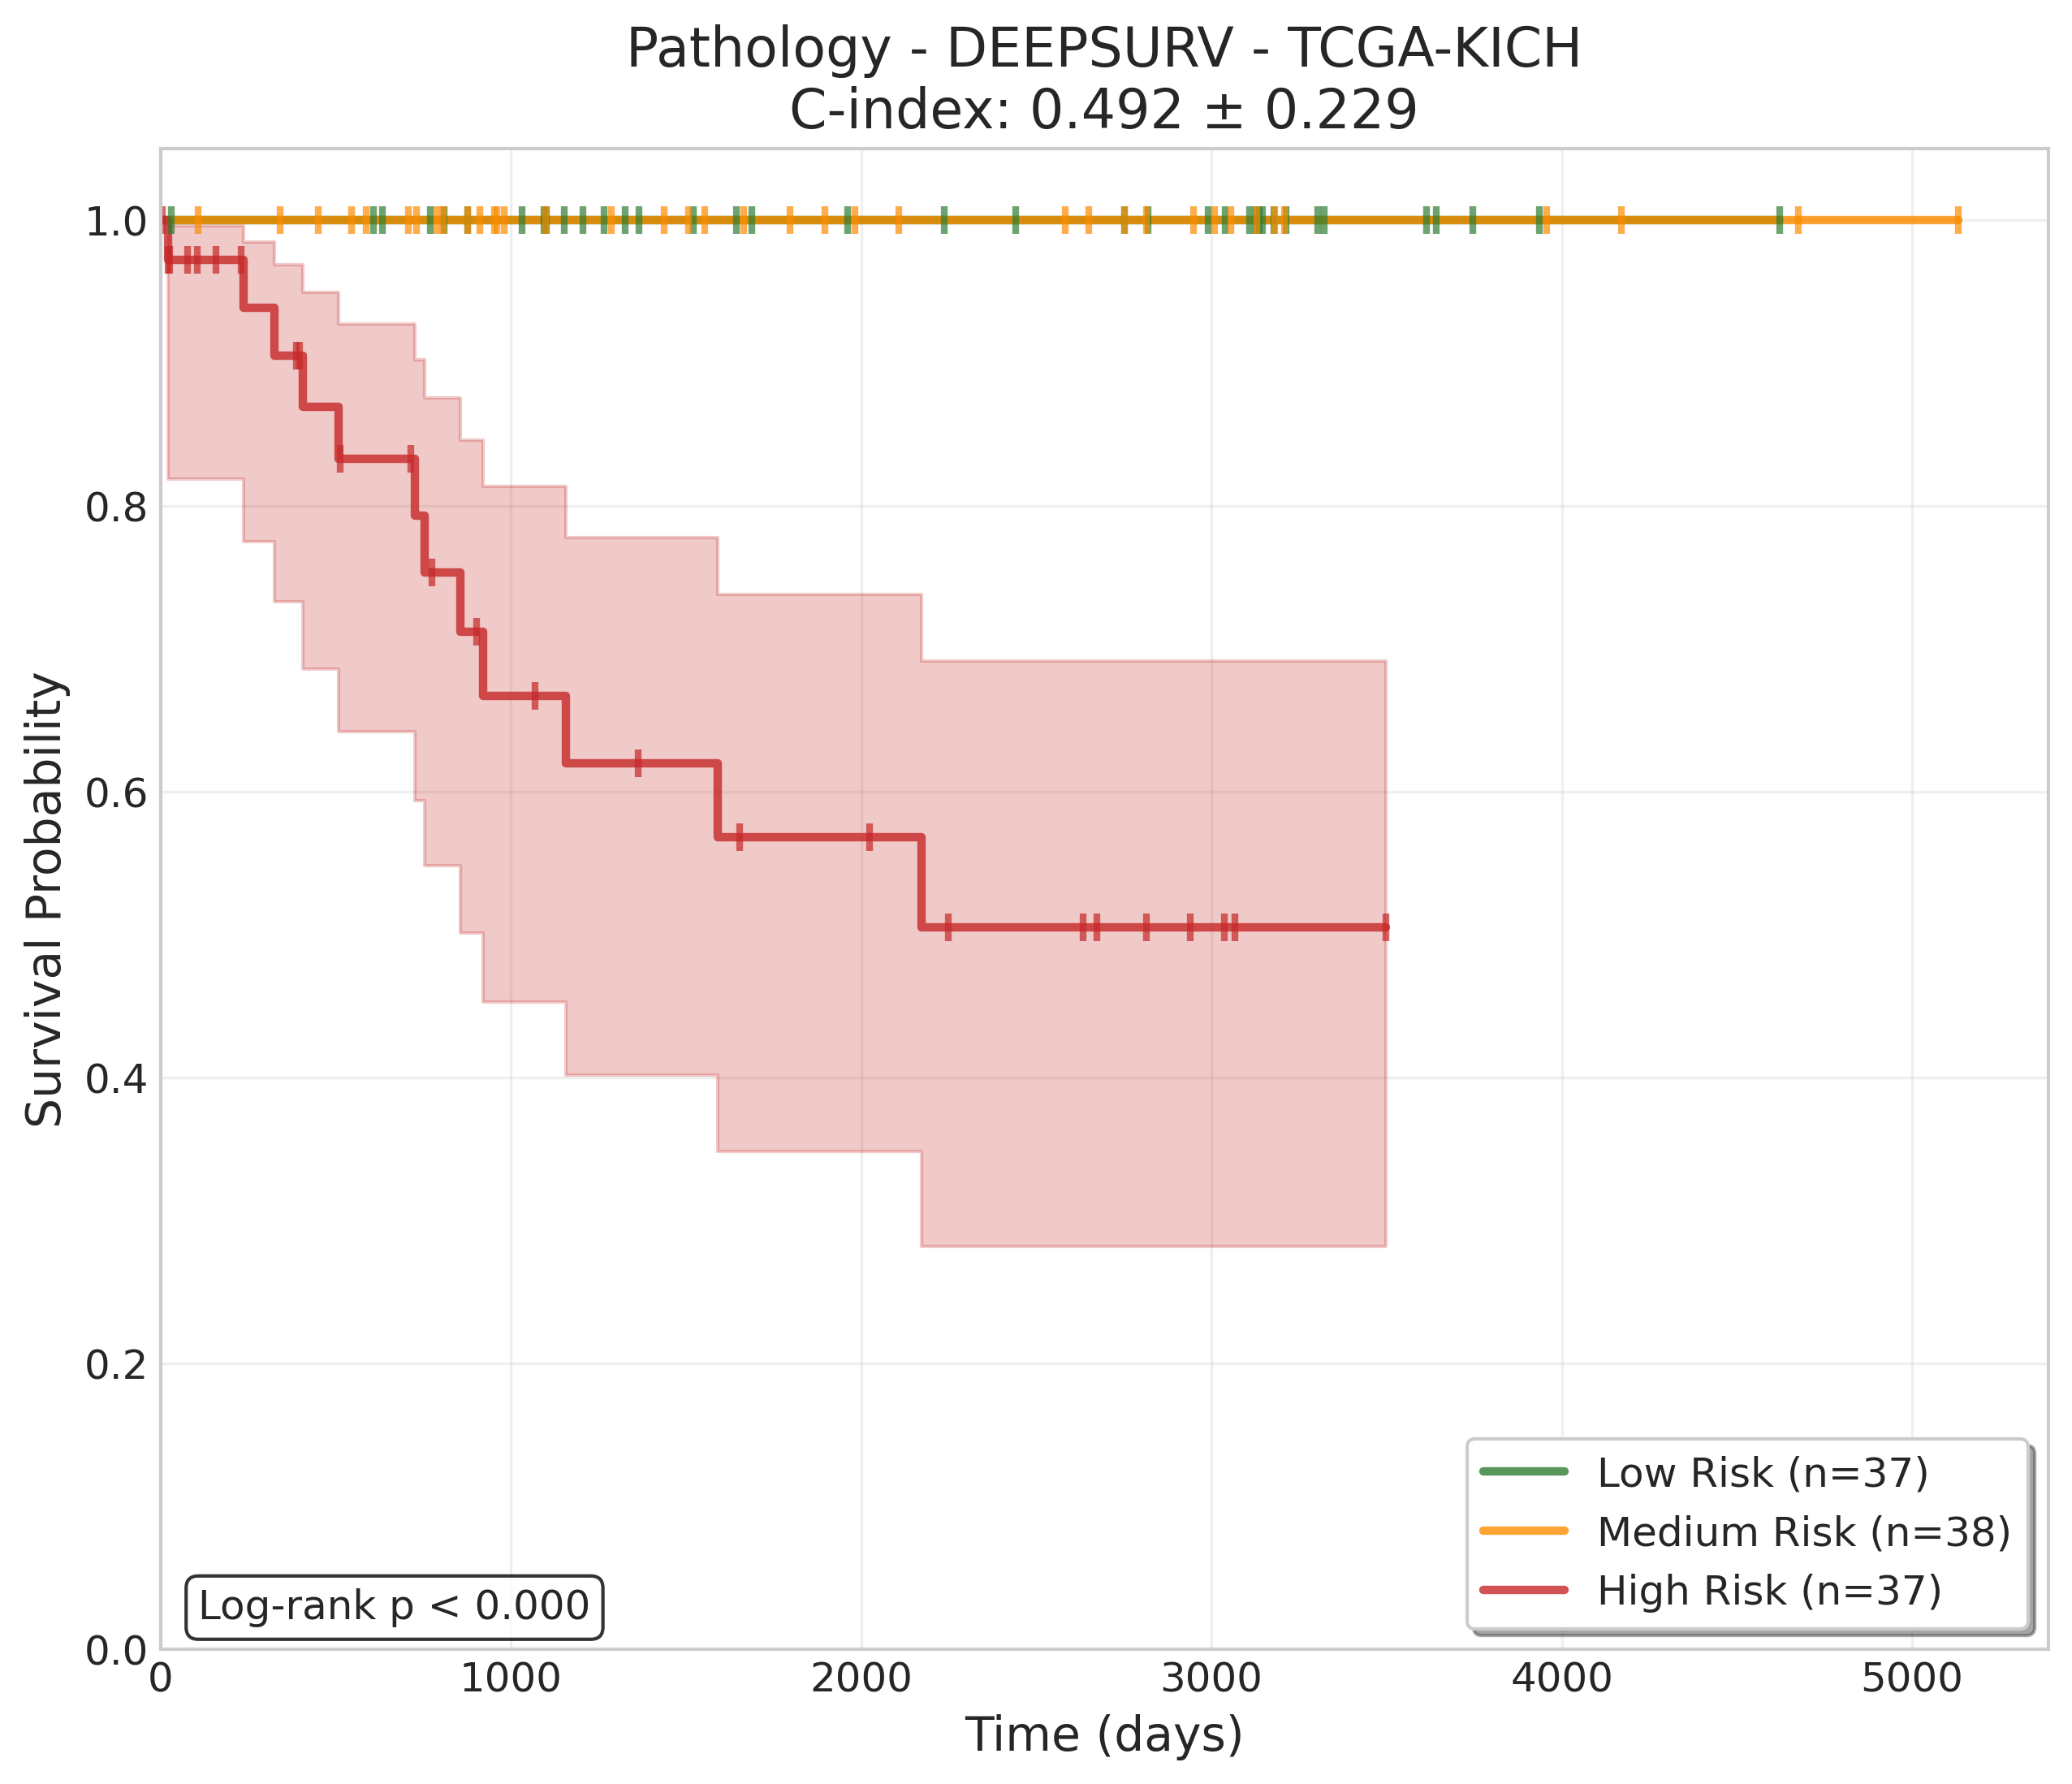 Pathology - DEEPSURV - TCGA-KICH
C-index: 0.492 ± 0.229
Survival Probability
1.0
0.8
0.6
0.4
0.2
0.0
0 1000 2000 3000 4000 5000
Time (days)
Log-rank p < 0.000
Low Risk (n=37)
Medium Risk (n=38)
High Risk (n=37)